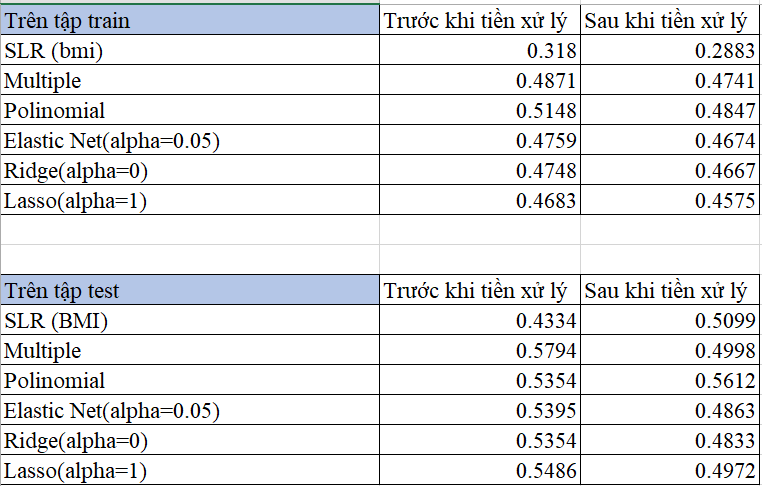 Trên tập train Trước khi tiền xử lý Sau khi tiền xử lý
SLR (bmi) 0.318 0.2883
Multiple 0.4871 0.4741
Polinomial 0.5148 0.4847
Elastic Net(alpha=0.05) 0.4759 0.4674
Ridge(alpha=0) 0.4748 0.4667
Lasso(alpha=1) 0.4683 0.4575
Trên tập test Trước khi tiền xử lý Sau khi tiền xử lý
SLR (BMI) 0.4334 0.5099
Multiple 0.5794 0.4998
Polinomial 0.5354 0.5612
Elastic Net(alpha=0.05) 0.5395 0.4863
Ridge(alpha=0) 0.5354 0.4833
Lasso(alpha=1) 0.5486 0.4972